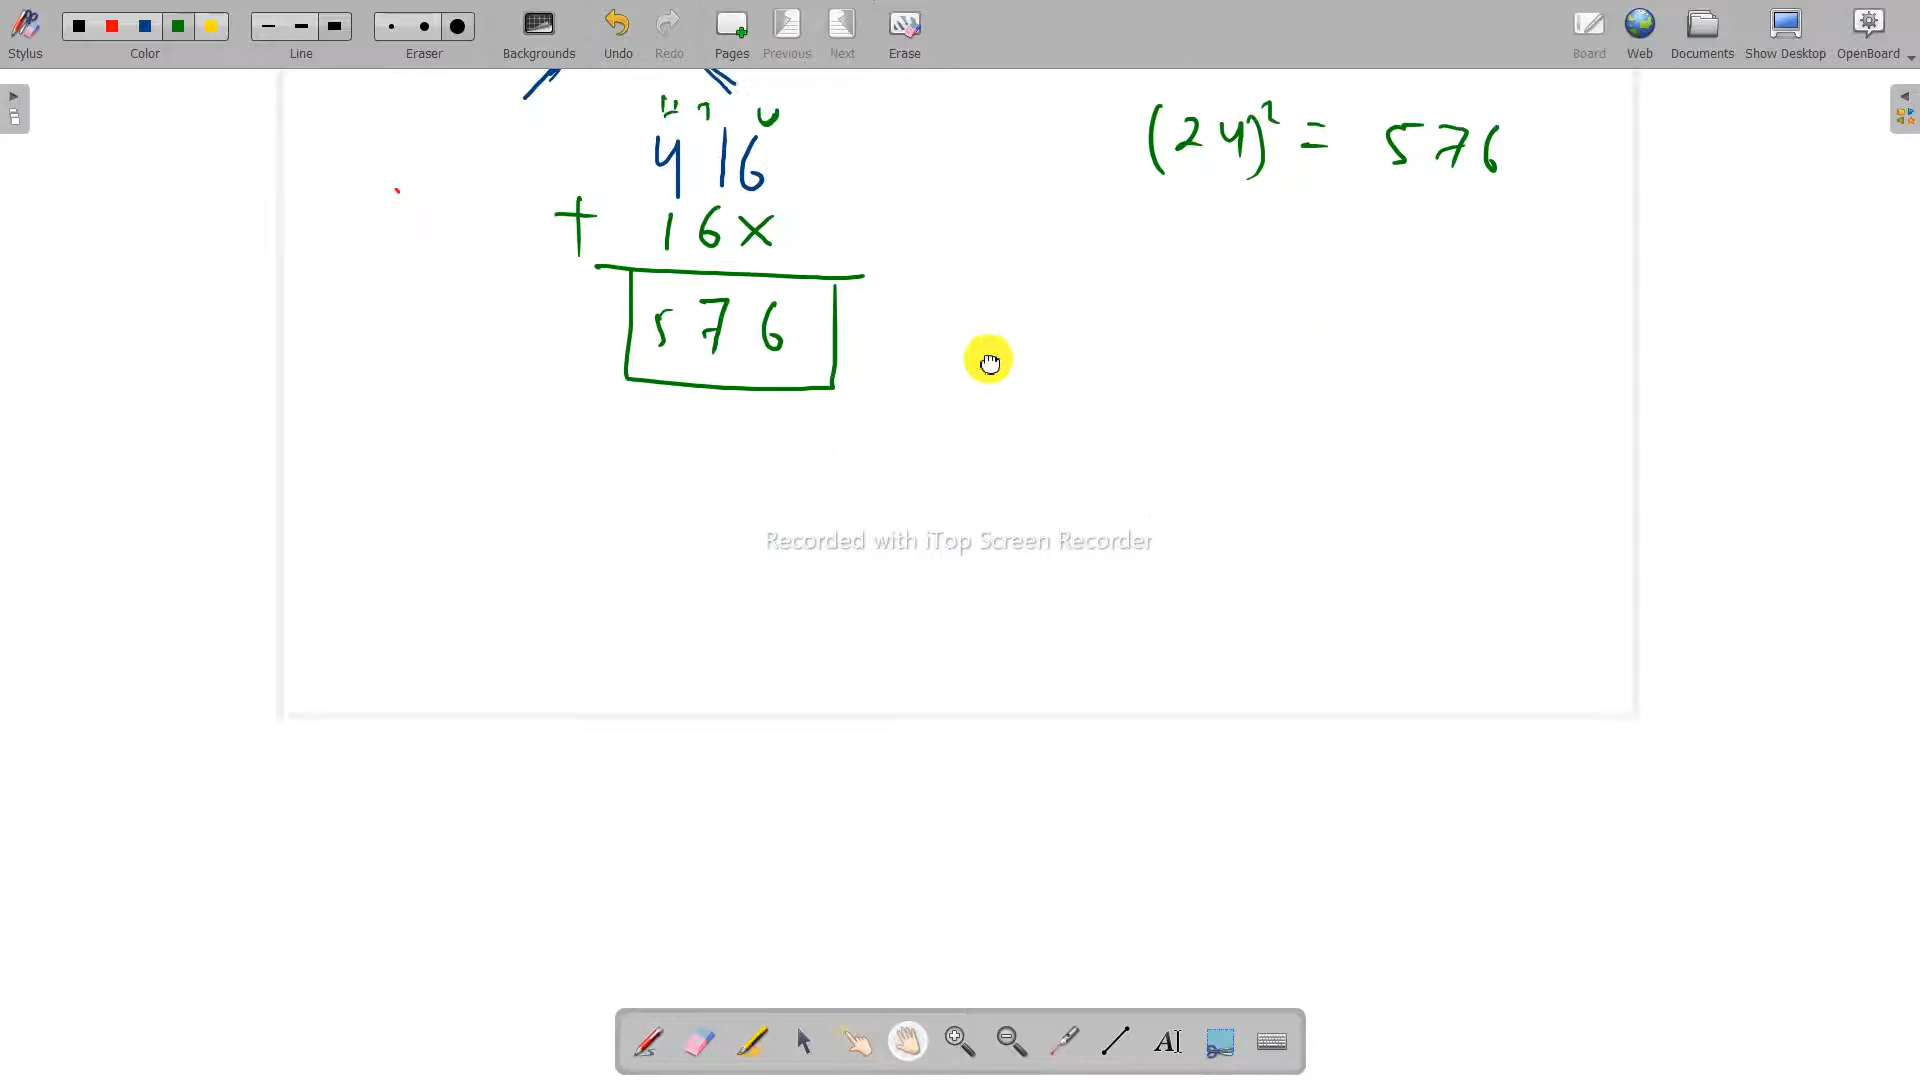 Stylus Color Line Eraser Backgrounds Undo Redo Pages Previous Next Erase Board Web Documents Show Desktop OpenBoard
H T U
416
+ 16x
576
(24)² = 576
Recorded with iTop Screen Recorder